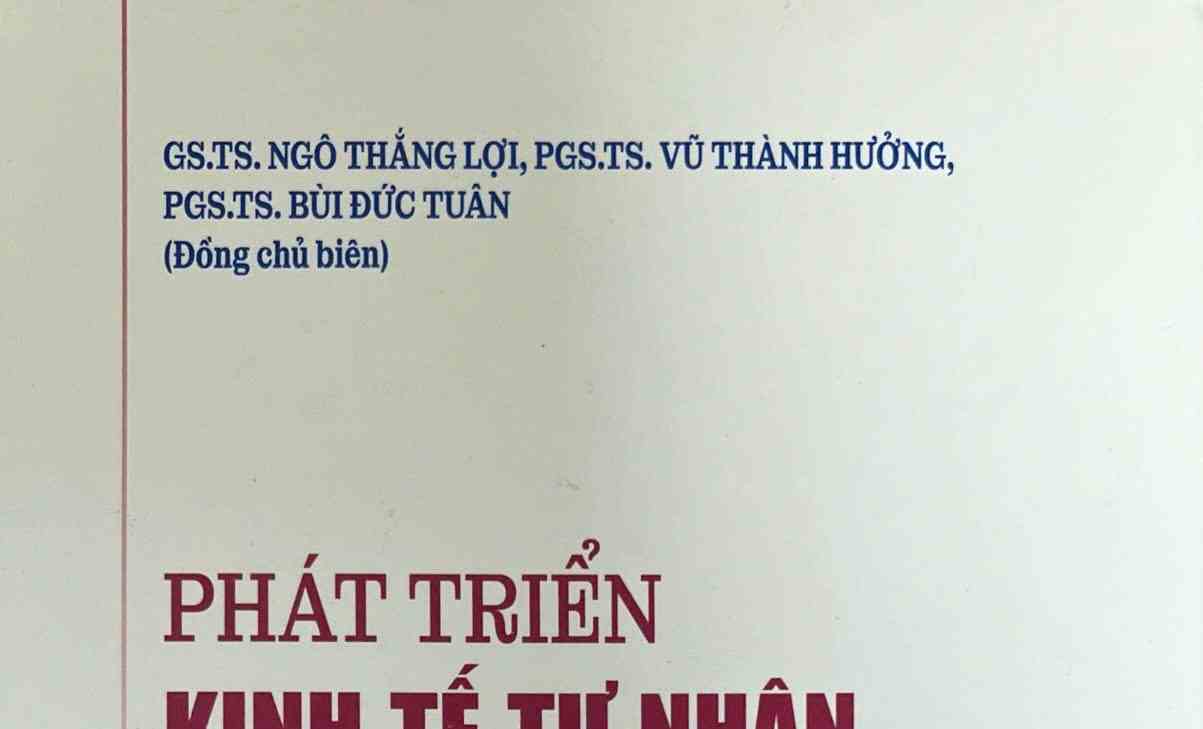 GS.TS. NGÔ THẮNG LỢI, PGS.TS. VŨ THÀNH HƯỞNG,
PGS.TS. BÙI ĐỨC TUÂN
(Đồng chủ biên)
PHÁT TRIỂN
KINH TẾ TƯ NHÂN